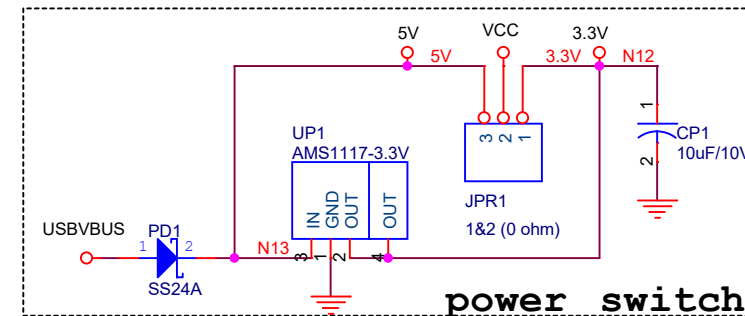 5V VCC 3.3V
5V 3.3V N12
UP1
AMS1117-3.3V
3 2 1
1
CP1
2
10uF/10V
JPR1
1&2 (0 ohm)
IN GND OUT OUT
USBVBUS PD1
1 2 N13 3 1 2 4
SS24A
power switch